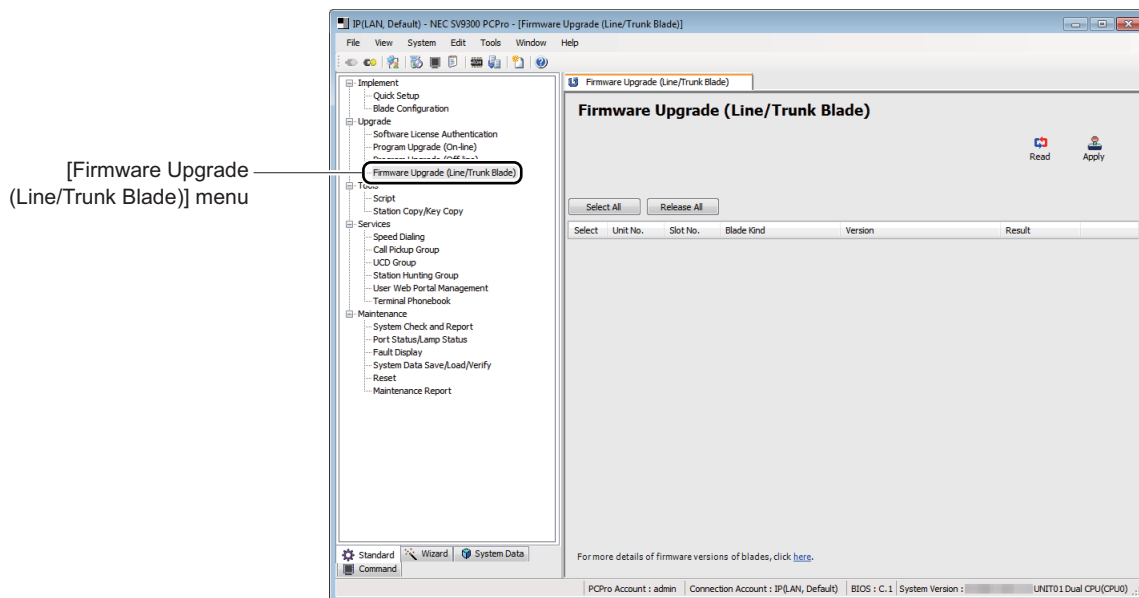 [Firmware Upgrade
(Line/Trunk Blade)] menu
IP(LAN, Default) - NEC SV9300 PCPro - [Firmware Upgrade (Line/Trunk Blade)]
File View System Edit Tools Window Help
Implement
Quick Setup
Blade Configuration
Upgrade
Software License Authentication
Program Upgrade (On-line)
Program Upgrade (Off-line)
Firmware Upgrade (Line/Trunk Blade)
Tools
Script
Station Copy/Key Copy
Services
Speed Dialing
Call Pickup Group
UCD Group
Station Hunting Group
User Web Portal Management
Terminal Phonebook
Maintenance
System Check and Report
Port Status/Lamp Status
Fault Display
System Data Save/Load/Verify
Reset
Maintenance Report
Standard Wizard System Data
Command
Firmware Upgrade (Line/Trunk Blade)
Firmware Upgrade (Line/Trunk Blade)
Read Apply
Select All Release All
Select Unit No. Slot No. Blade Kind Version Result
For more details of firmware versions of blades, click here.
PCPro Account : admin Connection Account : IP(LAN, Default) BIOS : C.1 System Version : UNIT01 Dual CPU(CPU0)